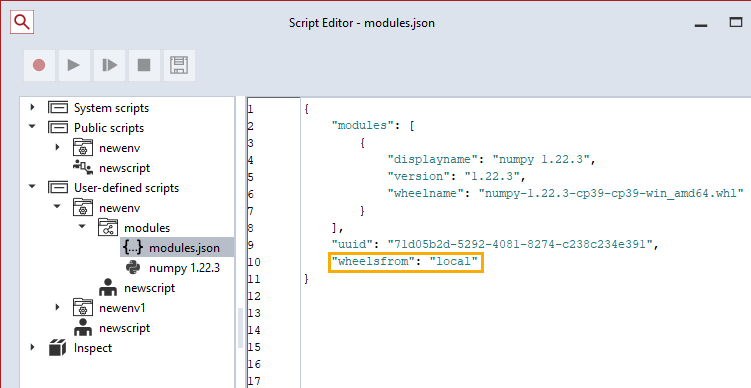 Script Editor - modules.json
System scripts
Public scripts
newenv
newscript
User-defined scripts
newenv
modules
{...} modules.json
numpy 1.22.3
newscript
newenv1
newscript
Inspect
1 {
2 "modules": [
3 {
4 "displayname": "numpy 1.22.3",
5 "version": "1.22.3",
6 "wheelname": "numpy-1.22.3-cp39-cp39-win_amd64.whl"
7 }
8 ],
9 "uuid": "71d05b2d-5292-4081-8274-c238c234e391",
10 "wheelsfrom": "local"
11 }
12
13
14
15
16
17